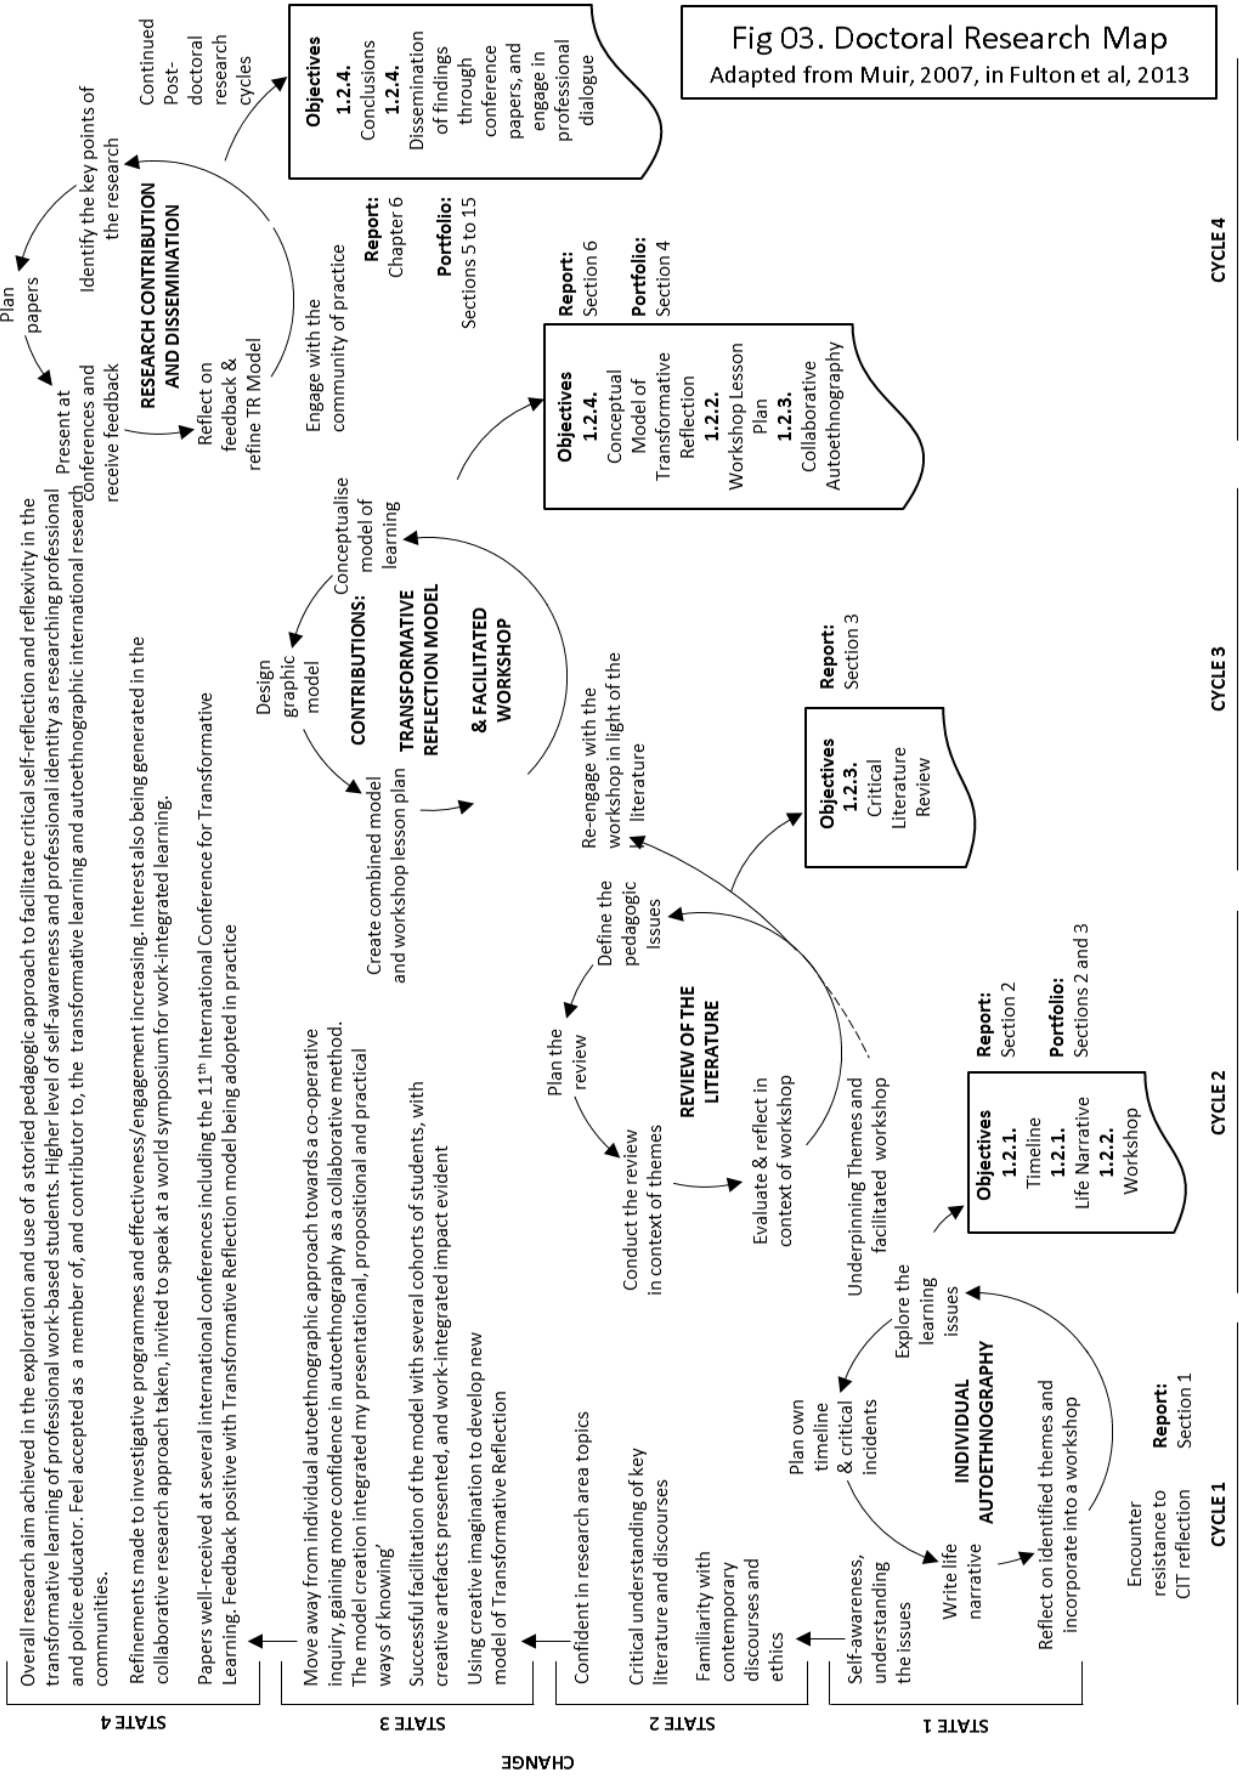 Fig 03. Doctoral Research Map
Adapted from Muir, 2007, in Fulton et al, 2013
CHANGE
STATE 4
Overall research aim achieved in the exploration and use of a storied pedagogic approach to facilitate critical self-reflection and reflexivity in the
transformative learning of professional work-based students. Higher level of self-awareness and professional identity as researching professional
and police educator. Feel accepted as a member of, and contributor to, the transformative learning and autoethnographic international research
communities.
Refinements made to investigative programmes and effectiveness/engagement increasing. Interest also being generated in the
collaborative research approach taken, invited to speak at a world symposium for work-integrated learning.
Papers well-received at several international conferences including the 11th International Conference for Transformative
Learning. Feedback positive with Transformative Reflection model being adopted in practice
Plan
papers
Present at
conferences and
receive feedback
Identify the key points of
the research
RESEARCH CONTRIBUTION
AND DISSEMINATION
Reflect on
feedback &
refine TR Model
Continued
Post-
doctoral
research
cycles
Engage with the
community of practice
Objectives
1.2.4.
Conclusions
1.2.4.
Dissemination
of findings
through
conference
papers, and
engage in
professional
dialogue
Report:
Chapter 6
Portfolio:
Sections 5 to 15
STATE 3
Move away from individual autoethnographic approach towards a co-operative
inquiry, gaining more confidence in autoethnography as a collaborative method.
The model creation integrated my presentational, propositional and practical
ways of knowing’
Successful facilitation of the model with several cohorts of students, with
creative artefacts presented, and work-integrated impact evident
Using creative imagination to develop new
model of Transformative Reflection
Design
graphic
model
Conceptualise
model of
learning
CONTRIBUTIONS:
TRANSFORMATIVE
REFLECTION MODEL
& FACILITATED
WORKSHOP
Create combined model
and workshop lesson plan
Objectives
1.2.4.
Conceptual
Model of
Transformative
Reflection
1.2.2.
Workshop Lesson
Plan
1.2.3.
Collaborative
Autoethnography
Report:
Section 6
Portfolio:
Section 4
STATE 2
Confident in research area topics
Critical understanding of key
literature and discourses
Familiarity with
contemporary
discourses and
ethics
Plan the
review
Define the
pedagogic
Issues
Re-engage with the
workshop in light of the
literature
Conduct the review
in context of themes
REVIEW OF THE
LITERATURE
Evaluate & reflect in
context of workshop
Objectives
1.2.3.
Critical
Literature
Review
Report:
Section 3
STATE 1
Self-awareness,
understanding
the issues
Plan own
timeline
& critical
incidents
Underpinning Themes and
facilitated workshop
Explore the
learning
issues
Write life
narrative
INDIVIDUAL
AUTOETHNOGRAPHY
Reflect on identified themes and
incorporate into a workshop
Objectives
1.2.1.
Timeline
1.2.1.
Life Narrative
1.2.2.
Workshop
Report:
Section 2
Portfolio:
Sections 2 and 3
Encounter
resistance to
CIT reflection
Report:
Section 1
CYCLE 1
CYCLE 2
CYCLE 3
CYCLE 4